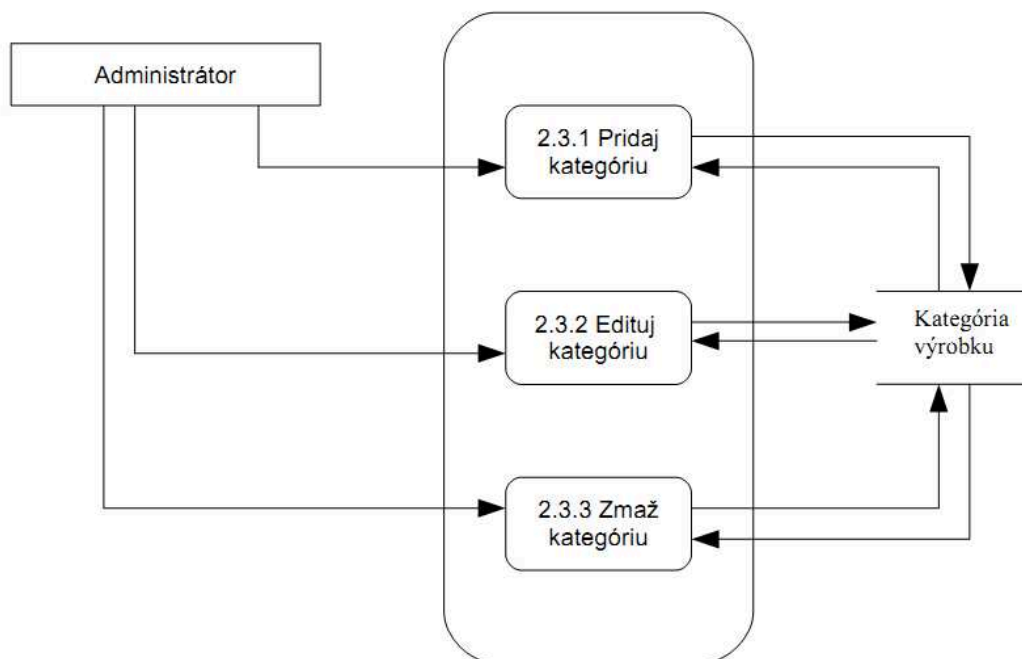 Administrátor
2.3.1 Pridaj
kategóriu
2.3.2 Edituj
kategóriu
Kategória
výrobku
2.3.3 Zmaž
kategóriu